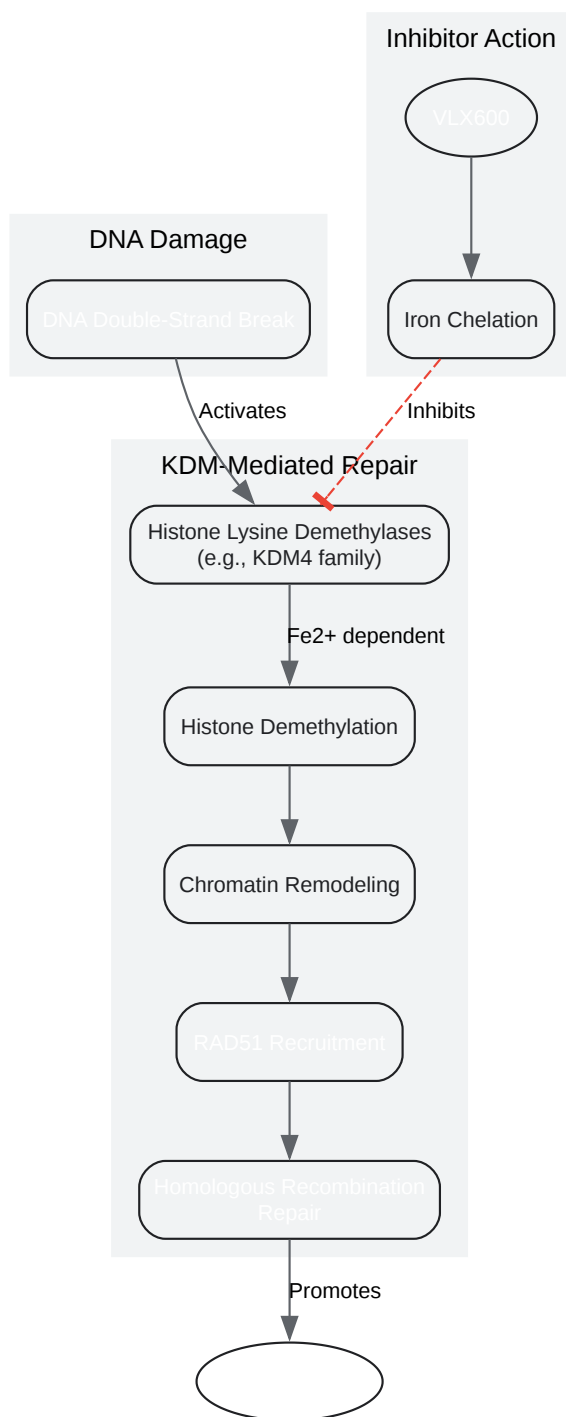 Inhibitor Action
VLX600
DNA Damage
DNA Double-Strand Break
Iron Chelation
Activates
Inhibits
KDM-Mediated Repair
Histone Lysine Demethylases
(e.g., KDM4 family)
Fe2+ dependent
Histone Demethylation
Chromatin Remodeling
RAD51 Recruitment
Homologous Recombination
Repair
Promotes